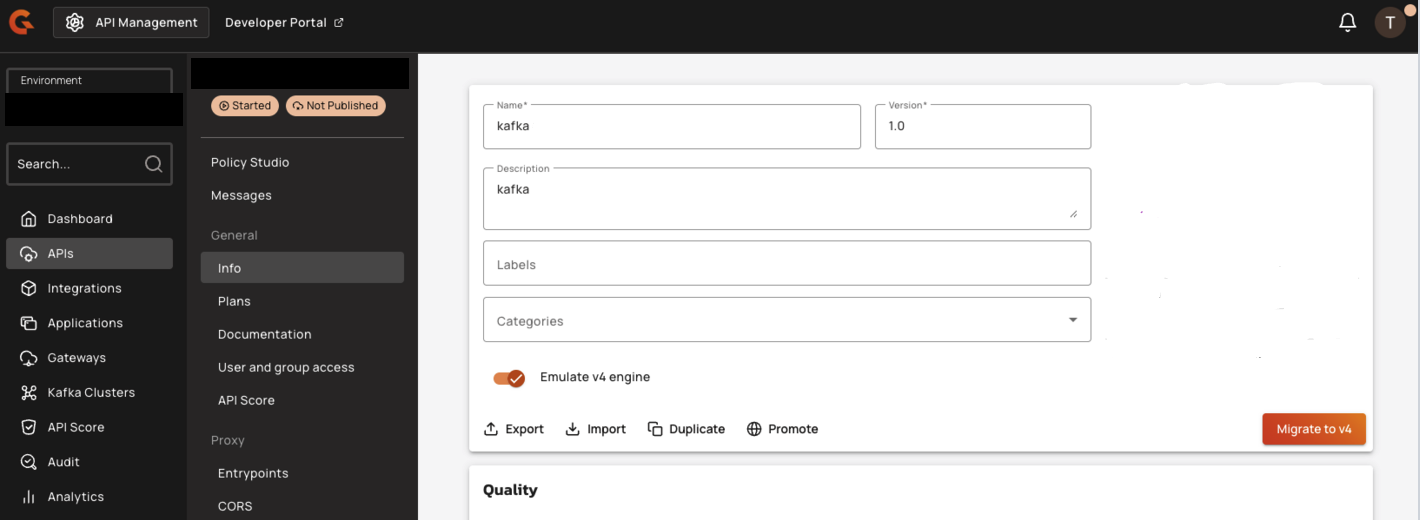 API Management
Developer Portal
T
Environment
Search...
Dashboard
APIs
Integrations
Applications
Gateways
Kafka Clusters
API Score
Audit
Analytics
Started
Not Published
Policy Studio
Messages
General
Info
Plans
Documentation
User and group access
API Score
Proxy
Entrypoints
CORS
Name*
kafka
Version*
1.0
Description
kafka
Labels
Categories
Emulate v4 engine
Export
Import
Duplicate
Promote
Migrate to v4
Quality